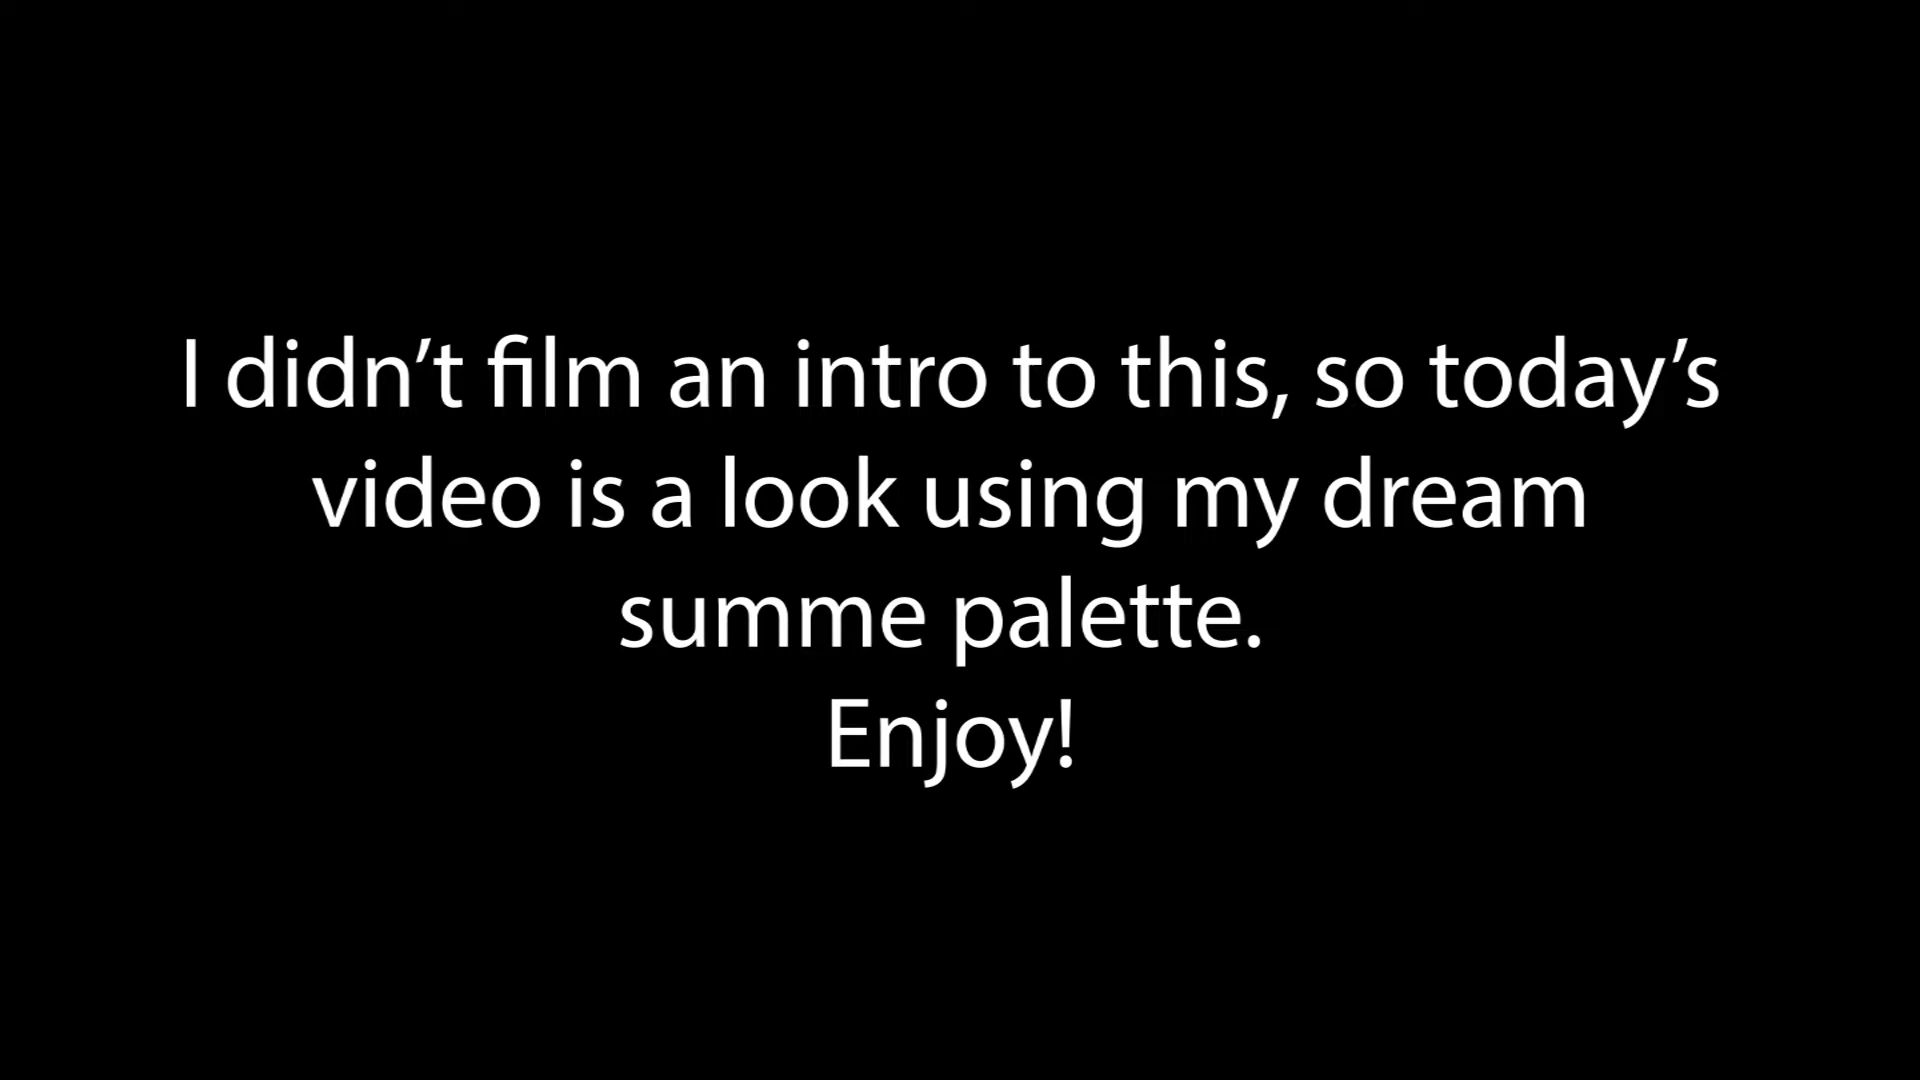 I didn’t film an intro to this, so today’s
video is a look using my dream
summe palette.
Enjoy!